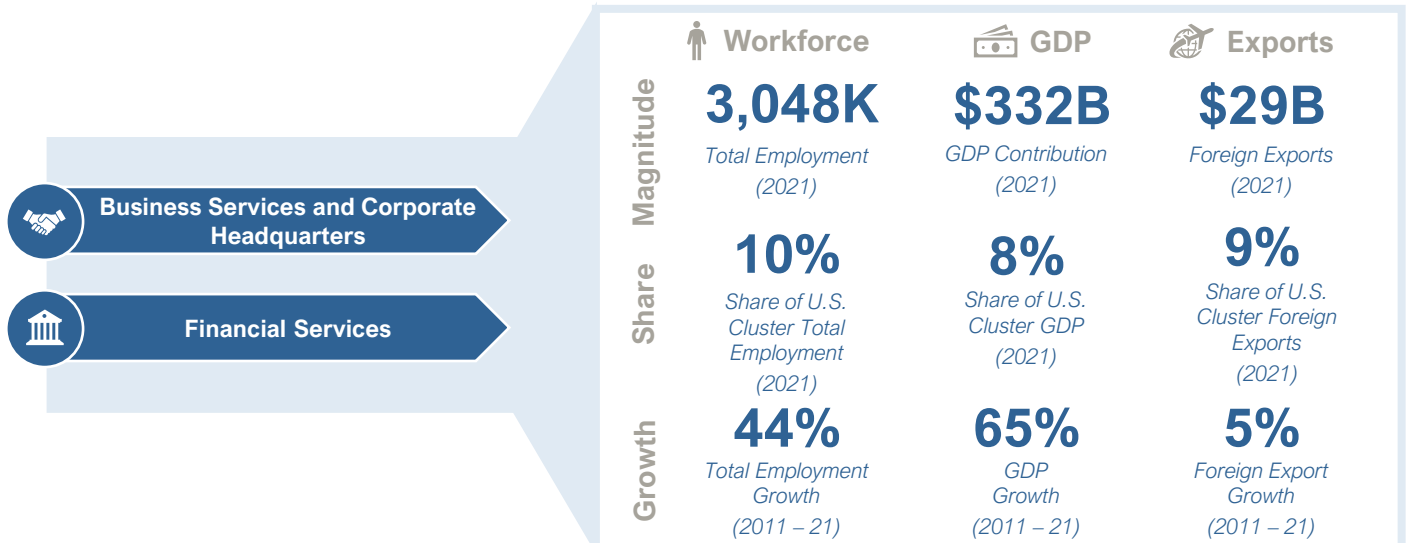 Business Services and Corporate
Headquarters
Financial Services
Workforce
GDP
Exports
Magnitude
3,048K
$332B
$29B
Total Employment
GDP Contribution
Foreign Exports
(2021)
(2021)
(2021)
Share
10%
8%
9%
Share of U.S.
Cluster Total
Employment
(2021)
Share of U.S.
Cluster GDP
(2021)
Share of U.S.
Cluster Foreign
Exports
(2021)
Growth
44%
65%
5%
Total Employment
Growth
(2011 – 21)
GDP
Growth
(2011 – 21)
Foreign Export
Growth
(2011 – 21)